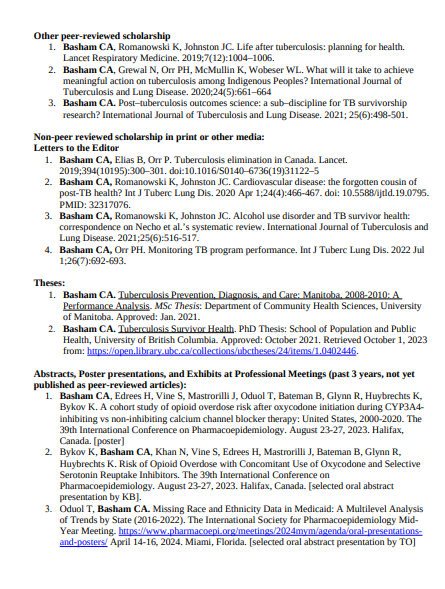 Other peer-reviewed scholarship
1. Basham CA, Romanowski K, Johnston JC. Life after tuberculosis: planning for health.
Lancet Respiratory Medicine. 2019;7(12):1004–1006.
2. Basham CA, Grewal N, Orr PH, McMullin K, Wobeser WL. What will it take to achieve
meaningful action on tuberculosis among Indigenous Peoples? International Journal of
Tuberculosis and Lung Disease. 2020;24(5):661–664
3. Basham CA. Post–tuberculosis outcomes science: a sub–discipline for TB survivorship
research? International Journal of Tuberculosis and Lung Disease. 2021; 25(6):498-501.
Non-peer reviewed scholarship in print or other media:
Letters to the Editor
1. Basham CA, Elias B, Orr P. Tuberculosis elimination in Canada. Lancet.
2019;394(10195):300–301. doi:10.1016/S0140–6736(19)31122–5
2. Basham CA, Romanowski K, Johnston JC. Cardiovascular disease: the forgotten cousin of
post-TB health? Int J Tuberc Lung Dis. 2020 Apr 1;24(4):466-467. doi: 10.5588/ijtld.19.0795.
PMID: 32317076.
3. Basham CA, Romanowski K, Johnston JC. Alcohol use disorder and TB survivor health:
correspondence on Necho et al.'s systematic review. International Journal of Tuberculosis and
Lung Disease. 2021;25(6):516-517.
4. Basham CA, Orr PH. Monitoring TB program performance. Int J Tuberc Lung Dis. 2022 Jul
1;26(7):692-693.
Theses:
1. Basham CA. Tuberculosis Prevention, Diagnosis, and Care: Manitoba, 2008-2010: A
Performance Analysis. MSc Thesis: Department of Community Health Sciences, University
of Manitoba. Approved: Jan. 2021.
2. Basham CA. Tuberculosis Survivor Health. PhD Thesis: School of Population and Public
Health, University of British Columbia. Approved: October 2021. Retrieved October 1, 2023
from: https://open.library.ubc.ca/collections/ubctheses/24/items/1.0402446.
Abstracts, Poster presentations, and Exhibits at Professional Meetings (past 3 years, not yet
published as peer-reviewed articles):
1. Basham CA, Edrees H, Vine S, Mastrorilli J, Oduol T, Bateman B, Glynn R, Huybrechts K,
Bykov K. A cohort study of opioid overdose risk after oxycodone initiation during CYP3A4-
inhibiting vs non-inhibiting calcium channel blocker therapy: United States, 2000-2020. The
39th International Conference on Pharmacoepidemiology. August 23-27, 2023. Halifax,
Canada. [poster]
2. Bykov K, Basham CA, Khan N, Vine S, Edrees H, Mastrorilli J, Bateman B, Glynn R,
Huybrechts K. Risk of Opioid Overdose with Concomitant Use of Oxycodone and Selective
Serotonin Reuptake Inhibitors. The 39th International Conference on
Pharmacoepidemiology. August 23-27, 2023. Halifax, Canada. [selected oral abstract
presentation by KB].
3. Oduol T, Basham CA. Missing Race and Ethnicity Data in Medicaid: A Multilevel Analysis
of Trends by State (2016-2022). The International Society for Pharmacoepidemiology Mid-
Year Meeting. https://www.pharmacoepi.org/meetings/2024mym/agenda/oral-presentations-
and-posters/ April 14-16, 2024. Miami, Florida. [selected oral abstract presentation by TO]